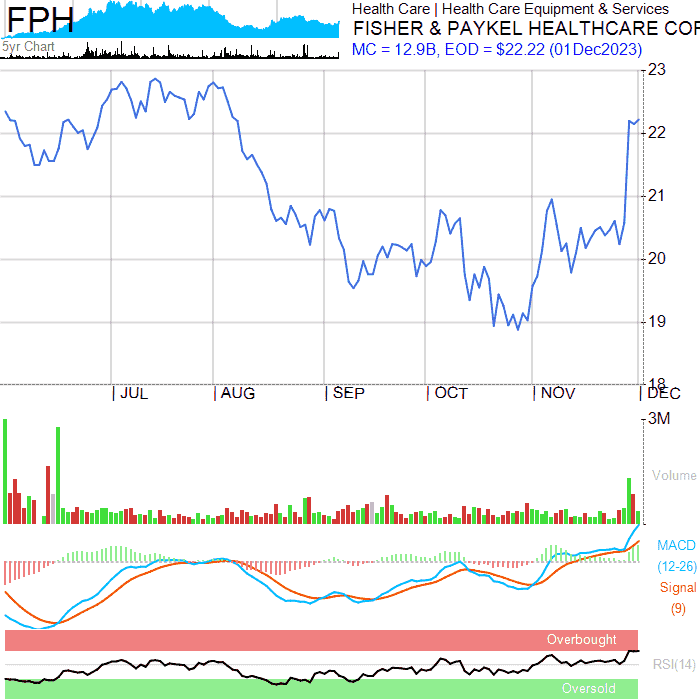 FPH
Health Care | Health Care Equipment & Services
FISHER & PAYKEL HEALTHCARE COR
5yr Chart
MC = 12.9B, EOD = $22.22 (01Dec2023)
23
22
21
20
19
18
JUL
AUG
SEP
OCT
NOV
DEC
3M
Volume
MACD
(12-26)
Signal
(9)
Overbought
RSI(14)
Oversold